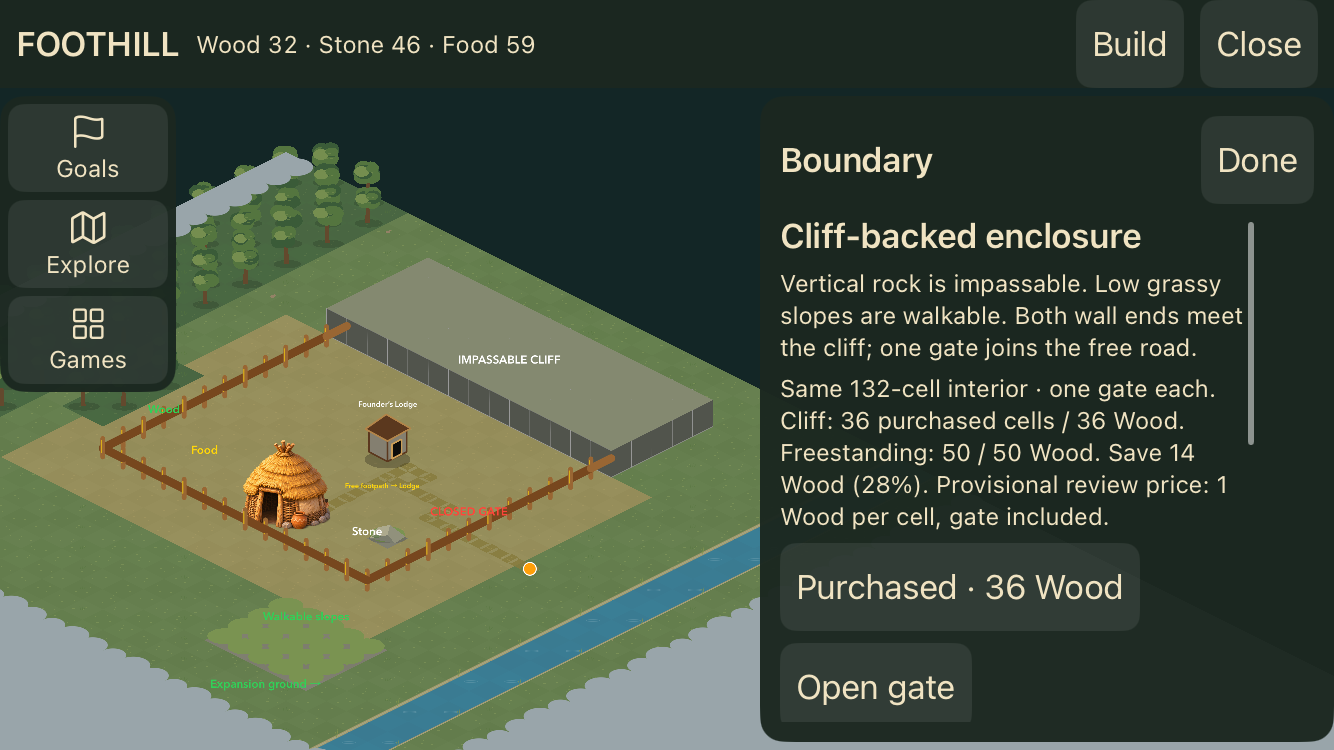 FOOTHILL Wood 32 · Stone 46 · Food 59
Build
Close
Goals
Explore
Games
IMPASSABLE CLIFF
Founder's Lodge
Wood
Food
Free footpath → Lodge
CLOSED GATE
Stone
Walkable slopes
Expansion ground
Boundary
Done
Cliff-backed enclosure
Vertical rock is impassable. Low grassy
slopes are walkable. Both wall ends meet
the cliff; one gate joins the free road.
Same 132-cell interior · one gate each.
Cliff: 36 purchased cells / 36 Wood.
Freestanding: 50 / 50 Wood. Save 14
Wood (28%). Provisional review price: 1
Wood per cell, gate included.
Purchased · 36 Wood
Open gate